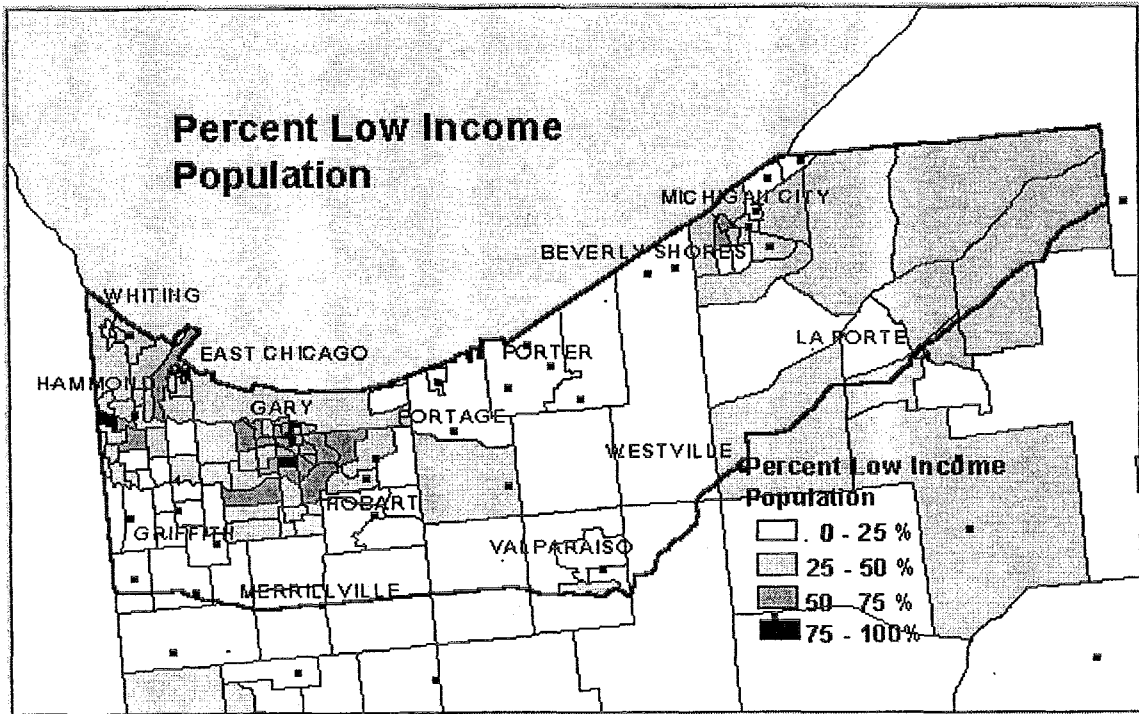 Percent Low Income
Population
MICHIGAN CITY
BEVERLY SHORES
WHITING
LA PORTE
EAST CHICAGO
PORTER
HAMMOND
GARY
PORTAGE
WESTVILLE
Percent Low Income
Population
HOBART
. 0 - 25 %
GRIFFITH
VALPARAISO
25 - 50 %
MERRILLVILLE
50 - 75 %
75 - 100%